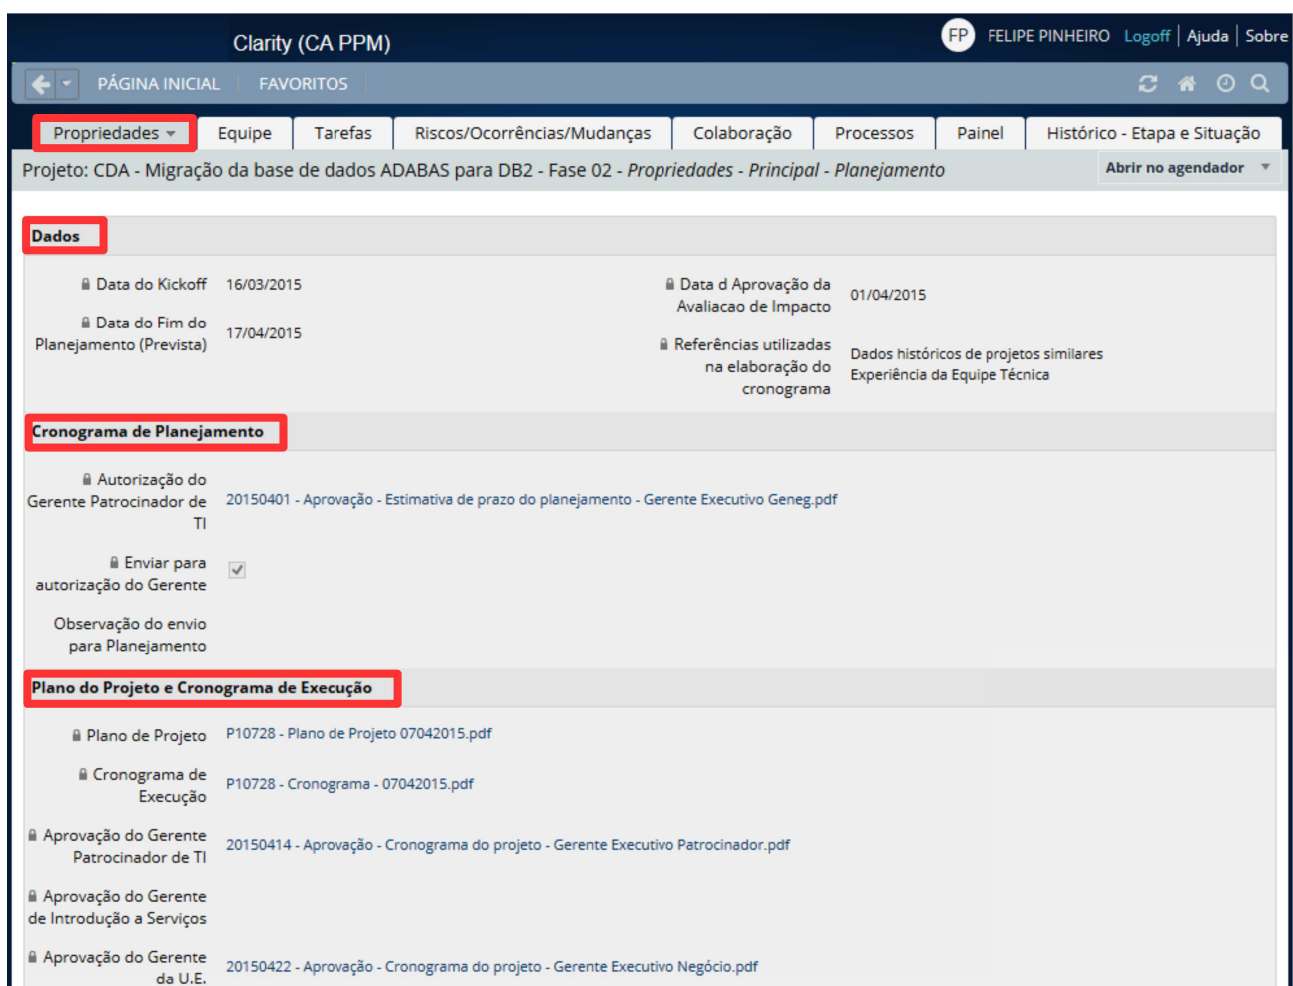 Clarity (CA PPM)
FP FELIPE PINHEIRO Logoff | Ajuda | Sobre
PÁGINA INICIAL FAVORITOS
Propriedades Equipe Tarefas Riscos/Ocorrências/Mudanças Colaboração Processos Painel Histórico - Etapa e Situação
Projeto: CDA - Migração da base de dados ADABAS para DB2 - Fase 02 - Propriedades - Principal - Planejamento
Abrir no agendador
Dados
Data do Kickoff 16/03/2015
Data do Fim do
Planejamento (Prevista) 17/04/2015
Data d Aprovação da
Avaliacao de Impacto 01/04/2015
Referências utilizadas
na elaboração do
cronograma
Dados históricos de projetos similares
Experiência da Equipe Técnica
Cronograma de Planejamento
Autorização do
Gerente Patrocinador de
TI
20150401 - Aprovação - Estimativa de prazo do planejamento - Gerente Executivo Geneg.pdf
Enviar para
autorização do Gerente
Observação do envio
para Planejamento
Plano do Projeto e Cronograma de Execução
Plano de Projeto P10728 - Plano de Projeto 07042015.pdf
Cronograma de
Execução P10728 - Cronograma - 07042015.pdf
Aprovação do Gerente
Patrocinador de TI 20150414 - Aprovação - Cronograma do projeto - Gerente Executivo Patrocinador.pdf
Aprovação do Gerente
de Introdução a Serviços
Aprovação do Gerente
da U.E. 20150422 - Aprovação - Cronograma do projeto - Gerente Executivo Negócio.pdf